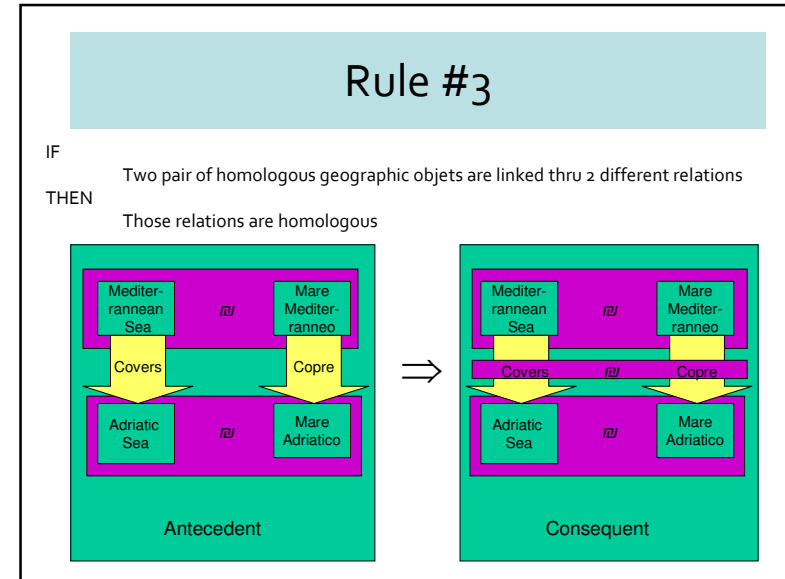 Rule #3
IF
Two pair of homologous geographic objets are linked thru 2 different relations
THEN
Those relations are homologous
Mediter-
rannean
Sea
₪
Mare
Mediter-
ranneo
Covers
Copre
Adriatic
Sea
₪
Mare
Adriatico
Antecedent
⇒
Mediter-
rannean
Sea
₪
Mare
Mediter-
ranneo
Covers ₪ Copre
Adriatic
Sea
₪
Mare
Adriatico
Consequent